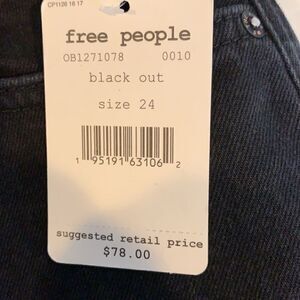 CP1126 16 17
free people
OB1271078 0010
black out
size 24
1 95191 63106 2
suggested retail price
$78.00